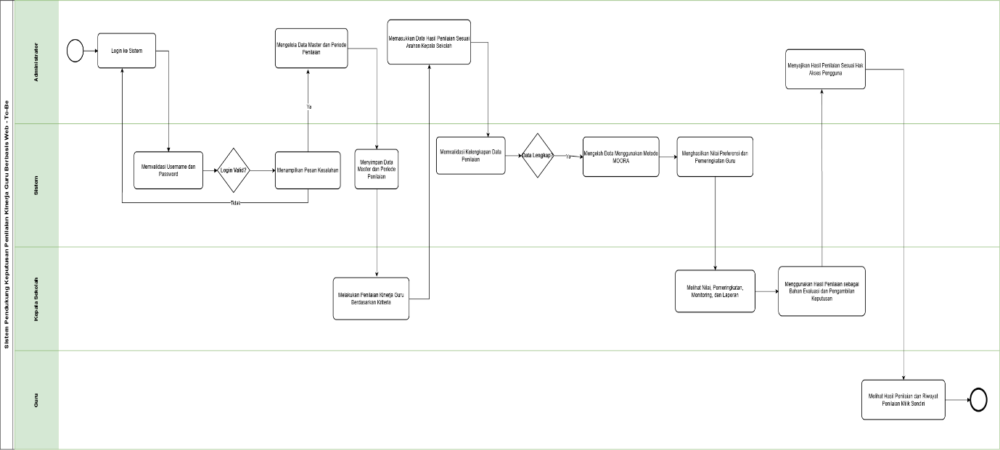 Sistem Pendukung Keputusan Penilaian Kinerja Guru Berbasis Web - To-Be
Administrator
Login ke Sistem
Mengelola Data Master dan Periode
Penilaian
Memasukkan Data Hasil Penilaian Sesuai
Arahan Kepala Sekolah
Menyajikan Hasil Penilaian Sesuai Hak
Akses Pengguna
Ya
Sistem
Memvalidasi Username dan
Password
Login Valid?
Menampilkan Pesan Kesalahan
Tidak
Menyimpan Data
Master dan Periode
Penilaian
Memvalidasi Kelengkapan Data
Penilaian
Data Lengkap?
Ya
Mengolah Data Menggunakan Metode
MOORA
Menghasilkan Nilai Preferensi dan
Pemeringkatan Guru
Kepala Sekolah
Melakukan Penilaian Kinerja Guru
Berdasarkan Kriteria
Melihat Nilai, Pemeringkatan,
Monitoring, dan Laporan
Menggunakan Hasil Penilaian sebagai
Bahan Evaluasi dan Pengambilan
Keputusan
Guru
Melihat Hasil Penilaian dan Riwayat
Penilaian Milik Sendiri